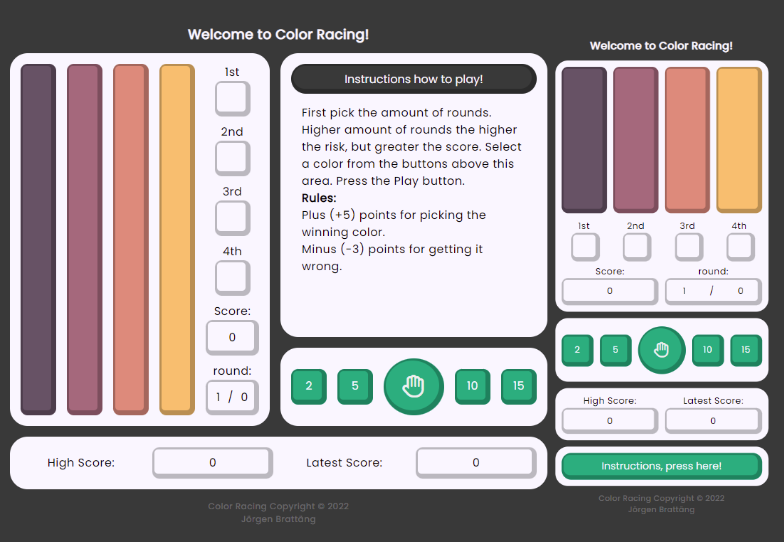 Welcome to Color Racing!
1st
2nd
3rd
4th
Score:
0
round:
1 / 0
Instructions how to play!
First pick the amount of rounds.
Higher amount of rounds the higher
the risk, but greater the score. Select
a color from the buttons above this
area. Press the Play button.
Rules:
Plus (+5) points for picking the
winning color.
Minus (-3) points for getting it
wrong.
2 5 10 15
High Score: 0 Latest Score: 0
Color Racing Copyright © 2022
Jörgen Brattäng
Welcome to Color Racing!
1st 2nd 3rd 4th
Score: round:
0 1 / 0
2 5 10 15
High Score: Latest Score:
0 0
Instructions, press here!
Color Racing Copyright © 2022
Jörgen Brattäng